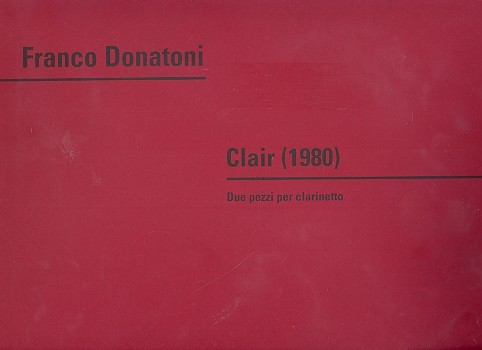 Franco Donatoni
Clair (1980)
Due pezzi per clarinetto